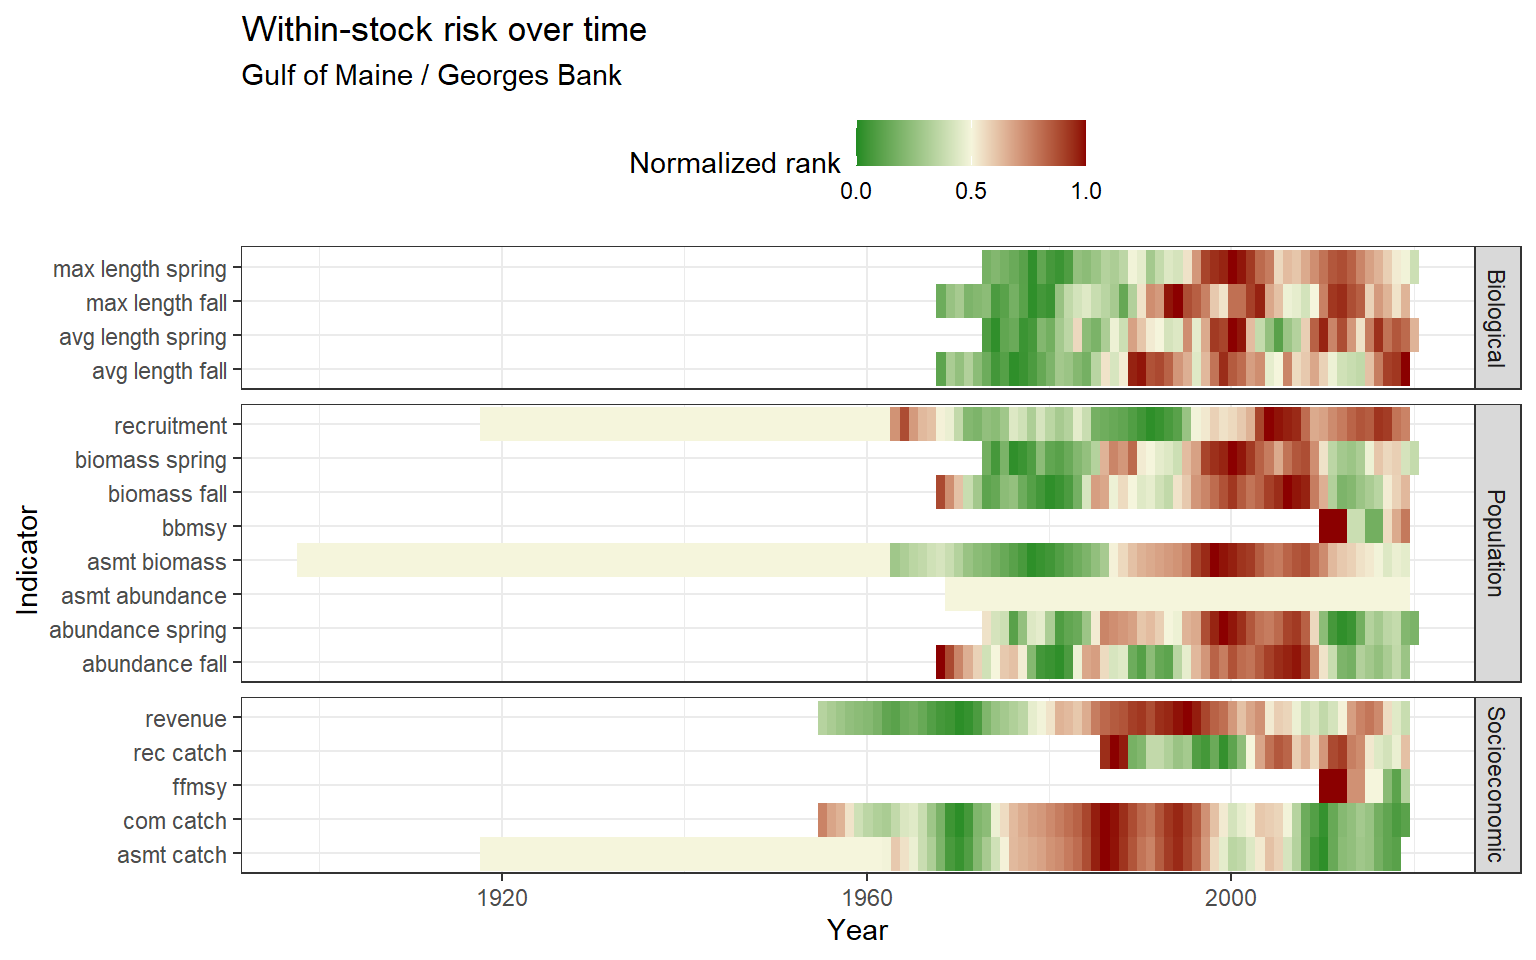 Within-stock risk over time
Gulf of Maine / Georges Bank
Normalized rank
0.0 0.5 1.0
Indicator
max length spring
max length fall
avg length spring
avg length fall
Biological
recruitment
biomass spring
biomass fall
bbmsy
asmt biomass
asmt abundance
abundance spring
abundance fall
Population
revenue
rec catch
ffmsy
com catch
asmt catch
Socioeconomic
1920 1960 2000
Year